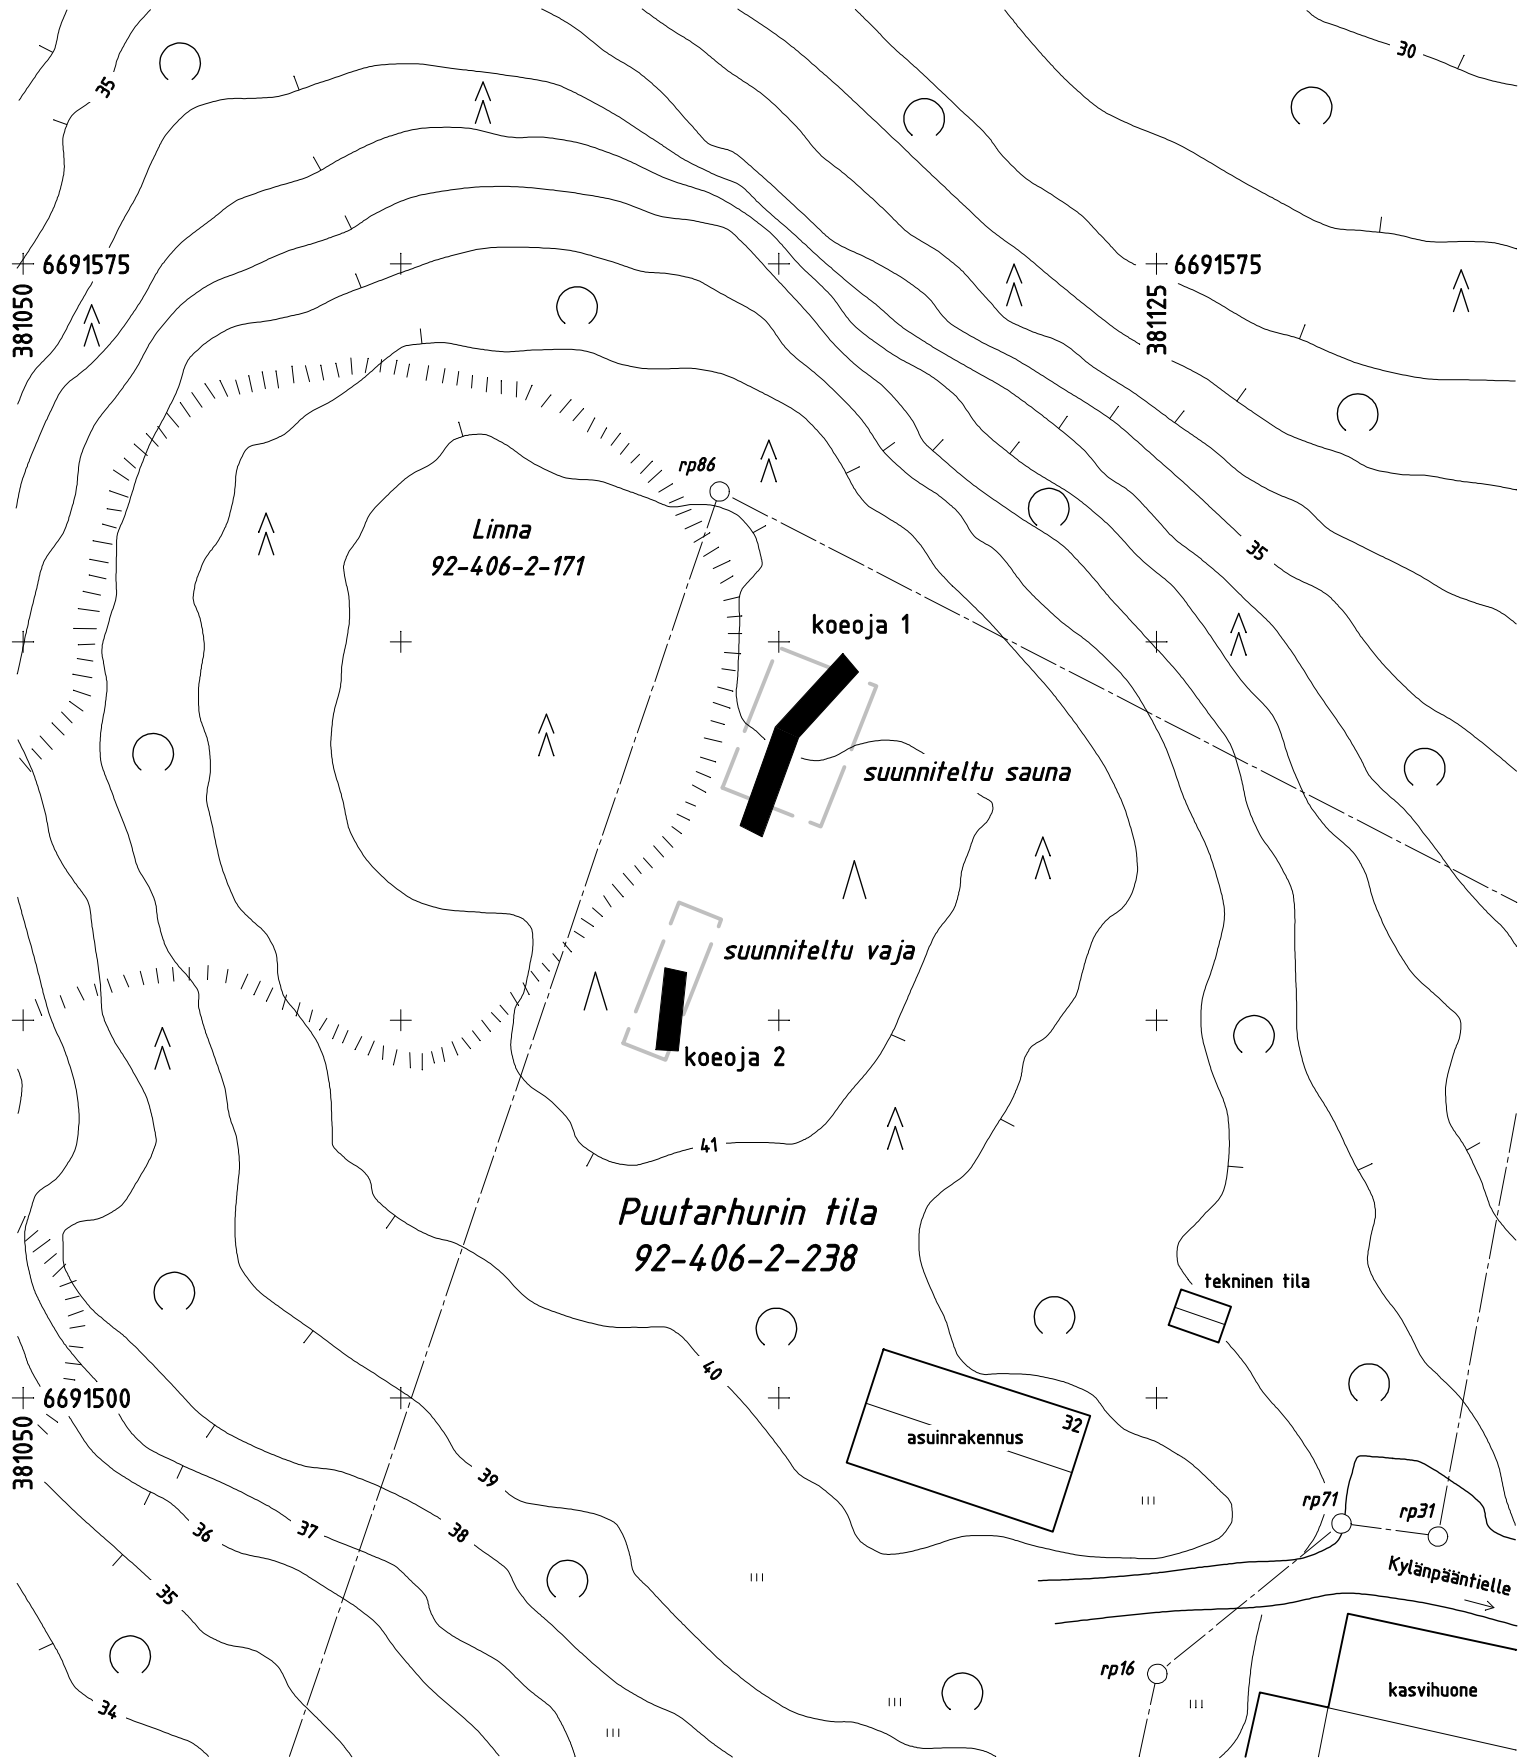 30
35
6691575
6691575
381050
381125
rp86
Linna
92-406-2-171
35
koeoja 1
suunniteltu sauna
suunniteltu vaja
koeoja 2
41
Puutarhurin tila
92-406-2-238
tekninen tila
40
6691500
381050
32
asuinrakennus
39
rp71
rp31
36
37
38
Kylänpääntielle
35
rp16
kasvihuone
34